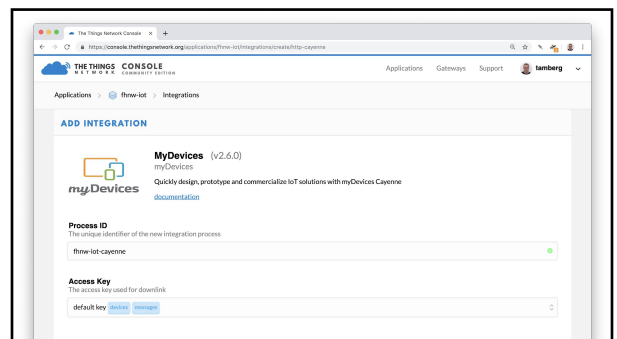 The Things Network Console
https://console.thethingsnetwork.org/applications/fhnw-iot/integrations/create/http-cayenne
THE THINGS NETWORK CONSOLE COMMUNITY EDITION
Applications Gateways Support tamberg
Applications > fhnw-iot > Integrations
ADD INTEGRATION
MyDevices (v2.6.0)
myDevices
Quickly design, prototype and commercialize IoT solutions with myDevices Cayenne
myDevices
documentation
Process ID
The unique identifier of the new integration process
fhnw-iot-cayenne
Access Key
The access key used for downlink
default key devices messages